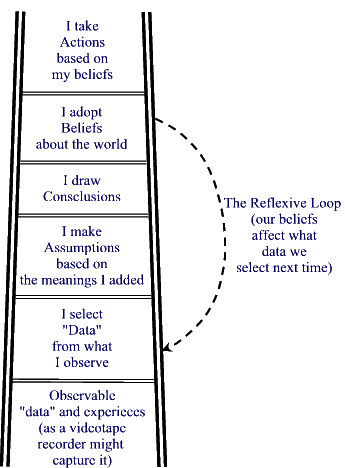 I take
Actions
based on
my beliefs
I adopt
Beliefs
about the world
I draw
Consclusions
I make
Assumptions
based on
the meanings I added
I select
"Data"
from what
I observe
Observable
"data" and experieces
(as a videotape
recorder might
capture it)
The Reflexive Loop
(our beliefs
affect what
data we
select next time)